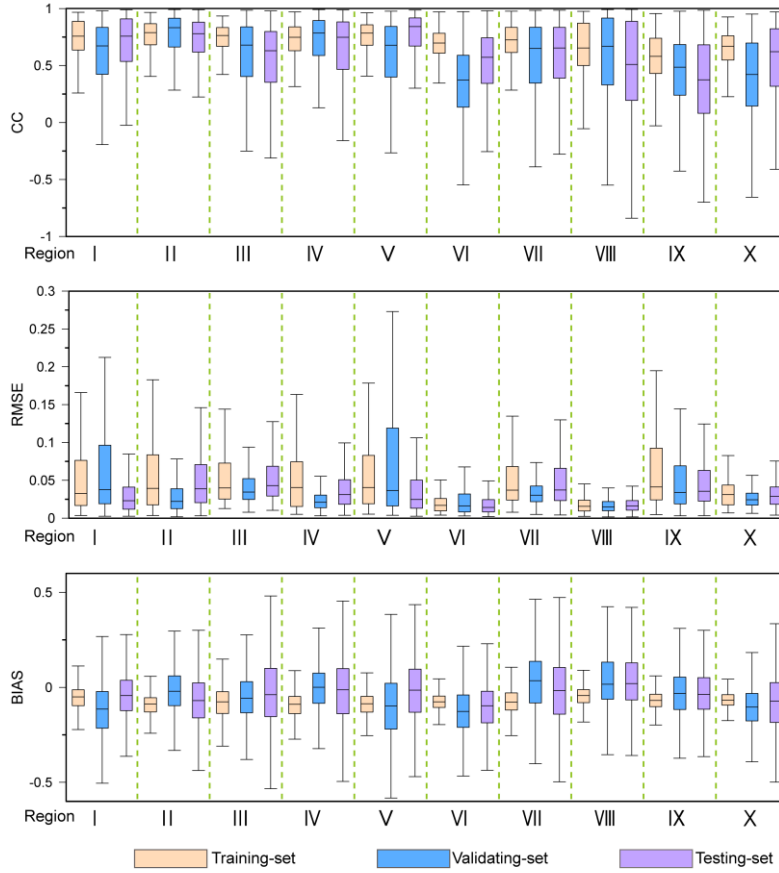 1
0.5
0
-0.5
-1
CC
Region I II III IV V VI VII VIII IX X
0.3
0.25
0.2
0.15
0.1
0.05
0
RMSE
Region I II III IV V VI VII VIII IX X
0.5
0
-0.5
BIAS
Region I II III IV V VI VII VIII IX X
Training-set Validating-set Testing-set